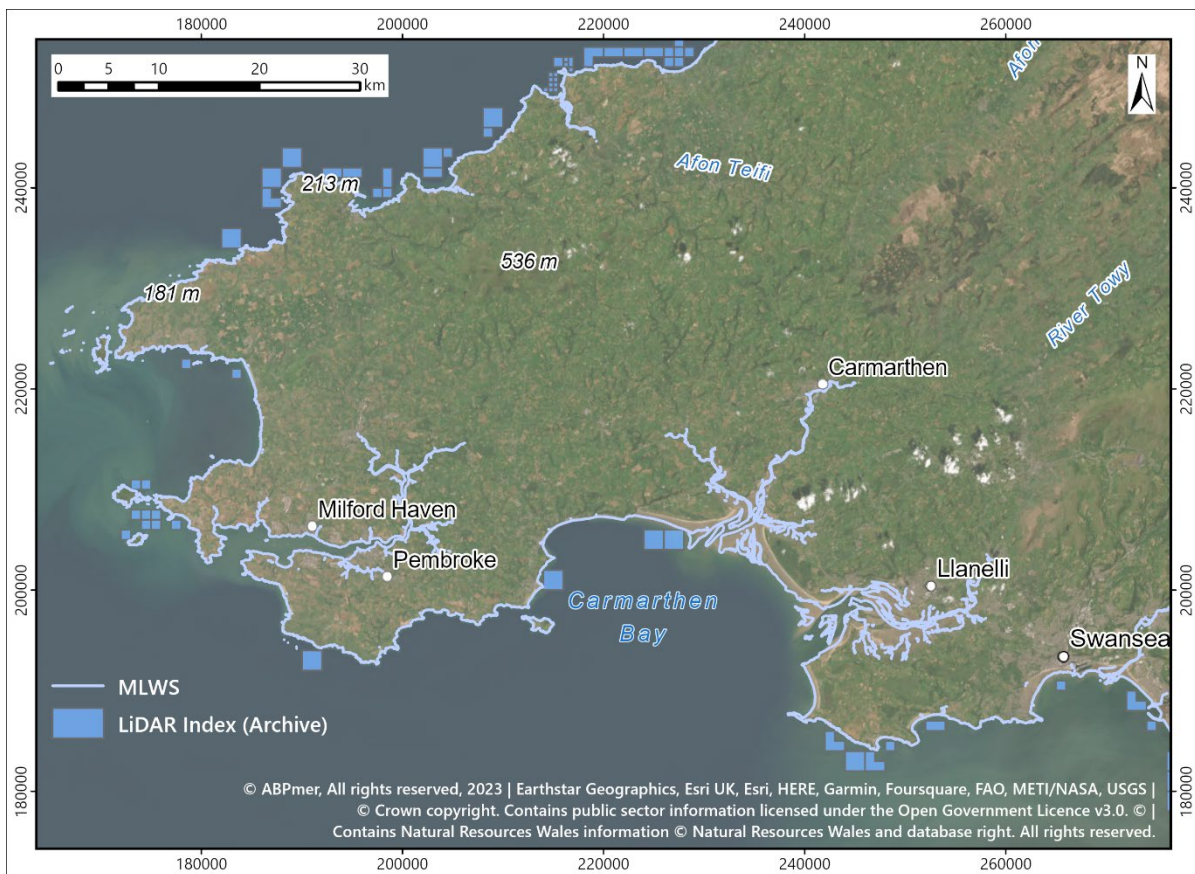 180000 200000 220000 240000 260000
0 5 10 20 30
km
N
Afon
240000
240000
213 m
Afon Teifi
536 m
181 m
River Towy
220000
220000
Carmarthen
Milford Haven
Pembroke
Llanelli
200000
200000
Carmarthen
Bay
Swansea
MLWS
LiDAR Index (Archive)
180000
180000
© ABPmer, All rights reserved, 2023 | Earthstar Geographics, Esri UK, Esri, HERE, Garmin, Foursquare, FAO, METI/NASA, USGS |
© Crown copyright. Contains public sector information licensed under the Open Government Licence v3.0. © |
Contains Natural Resources Wales information © Natural Resources Wales and database right. All rights reserved.
180000 200000 220000 240000 260000